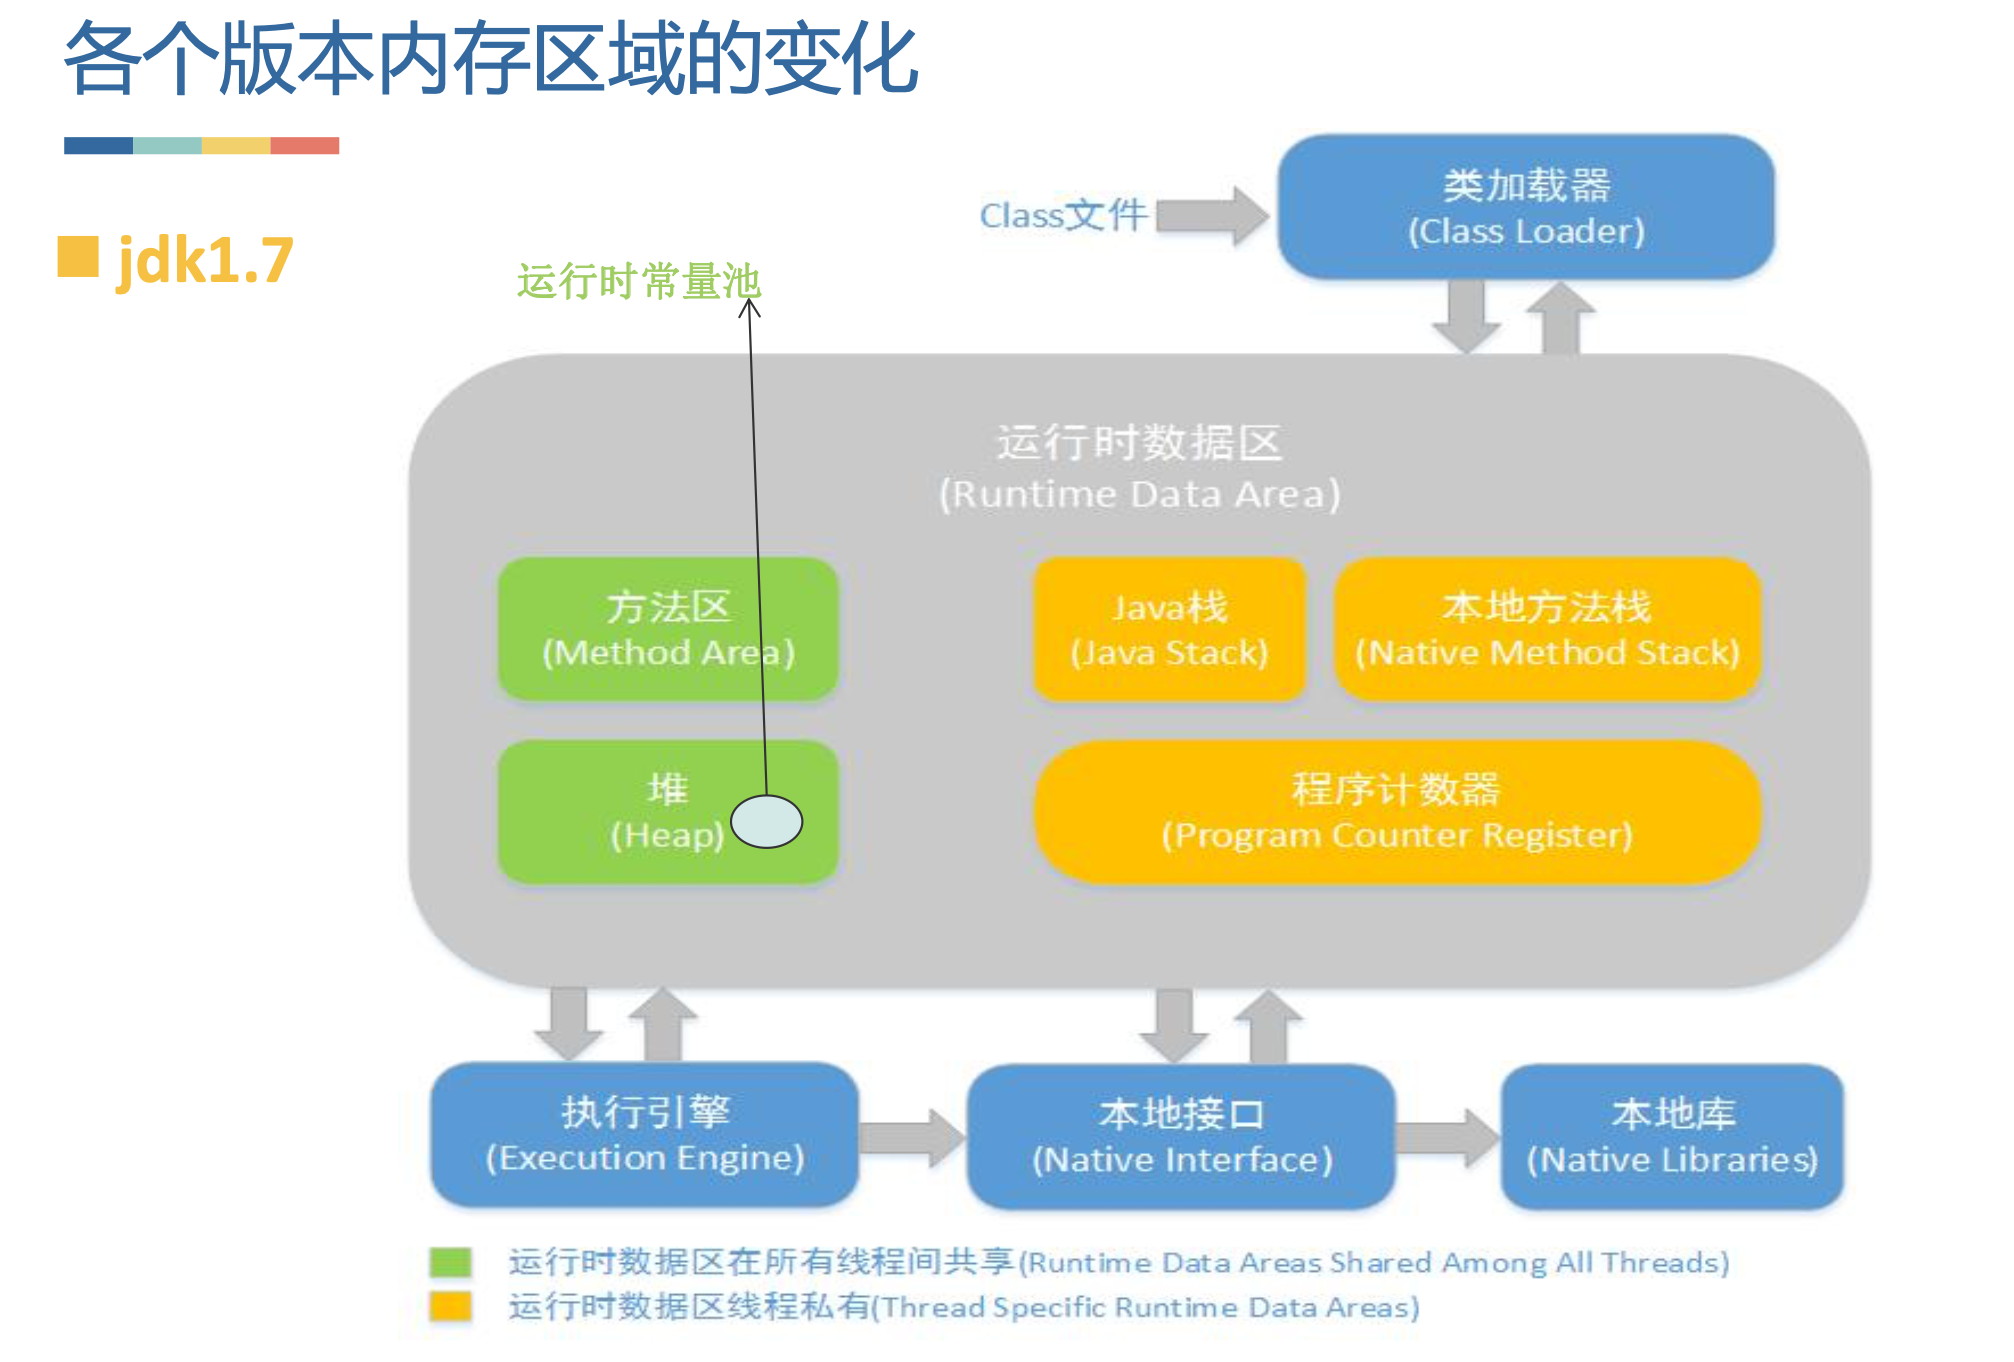 各个版本内存区域的变化
jdk1.7
运行时常量池
Class文件
类加载器
(Class Loader)
运行时数据区
(Runtime Data Area)
方法区
(Method Area)
Java栈
(Java Stack)
本地方法栈
(Native Method Stack)
堆
(Heap)
程序计数器
(Program Counter Register)
执行引擎
(Execution Engine)
本地接口
(Native Interface)
本地库
(Native Libraries)
运行时数据区在所有线程间共享(Runtime Data Areas Shared Among All Threads)
运行时数据区线程私有(Thread Specific Runtime Data Areas)